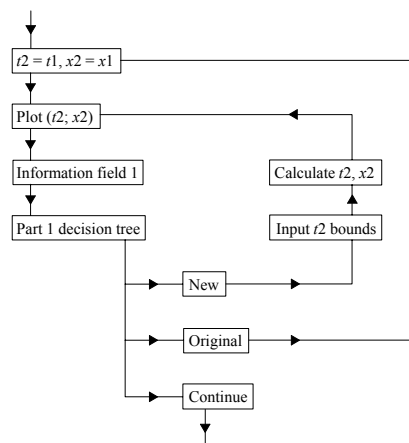 t2 = t1, x2 = x1
Plot (t2; x2)
Information field 1
Calculate t2, x2
Part 1 decision tree
Input t2 bounds
New
Original
Continue